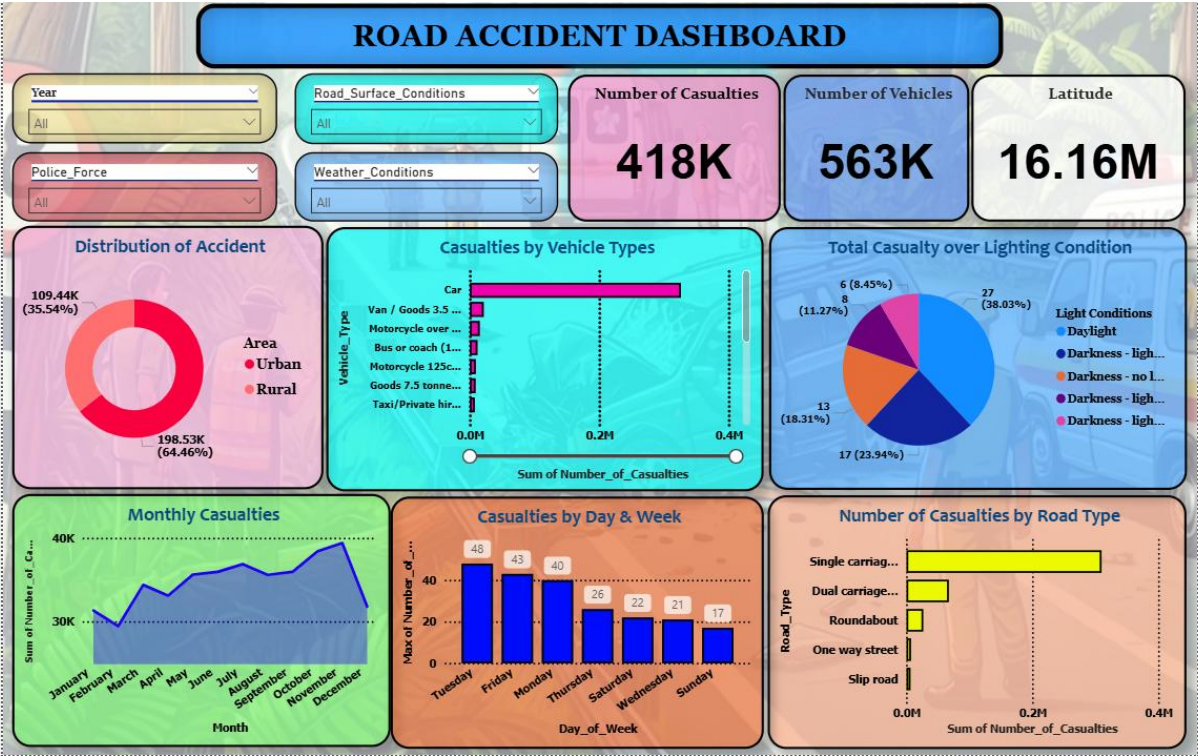 ROAD ACCIDENT DASHBOARD
Year
All
Road_Surface_Conditions
All
Police_Force
All
Weather_Conditions
All
Number of Casualties
418K
Number of Vehicles
563K
Latitude
16.16M
Distribution of Accident
109.44K
(35.54%)
198.53K
(64.46%)
Area
Urban
Rural
Casualties by Vehicle Types
Vehicle_Type
Car
Van / Goods 3.5 ...
Motorcycle over ...
Bus or coach (1...
Motorcycle 125c...
Goods 7.5 tonne...
Taxi/Private hir...
0.0M 0.2M 0.4M
Sum of Number_of_Casualties
Total Casualty over Lighting Condition
6 (8.45%)
8
(11.27%)
13
(18.31%)
17 (23.94%)
27
(38.03%)
Light Conditions
Daylight
Darkness - ligh...
Darkness - no l...
Darkness - ligh...
Darkness - ligh...
Monthly Casualties
Sum of Number_of_Ca...
40K
30K
January February March April May June July August September October November December
Month
Casualties by Day & Week
Max of Number_of_...
40
20
0
48 43 40 26 22 21 17
Tuesday Friday Monday Thursday Saturday Wednesday Sunday
Day_of_Week
Number of Casualties by Road Type
Road_Type
Single carriag...
Dual carriage...
Roundabout
One way street
Slip road
0.0M 0.2M 0.4M
Sum of Number_of_Casualties